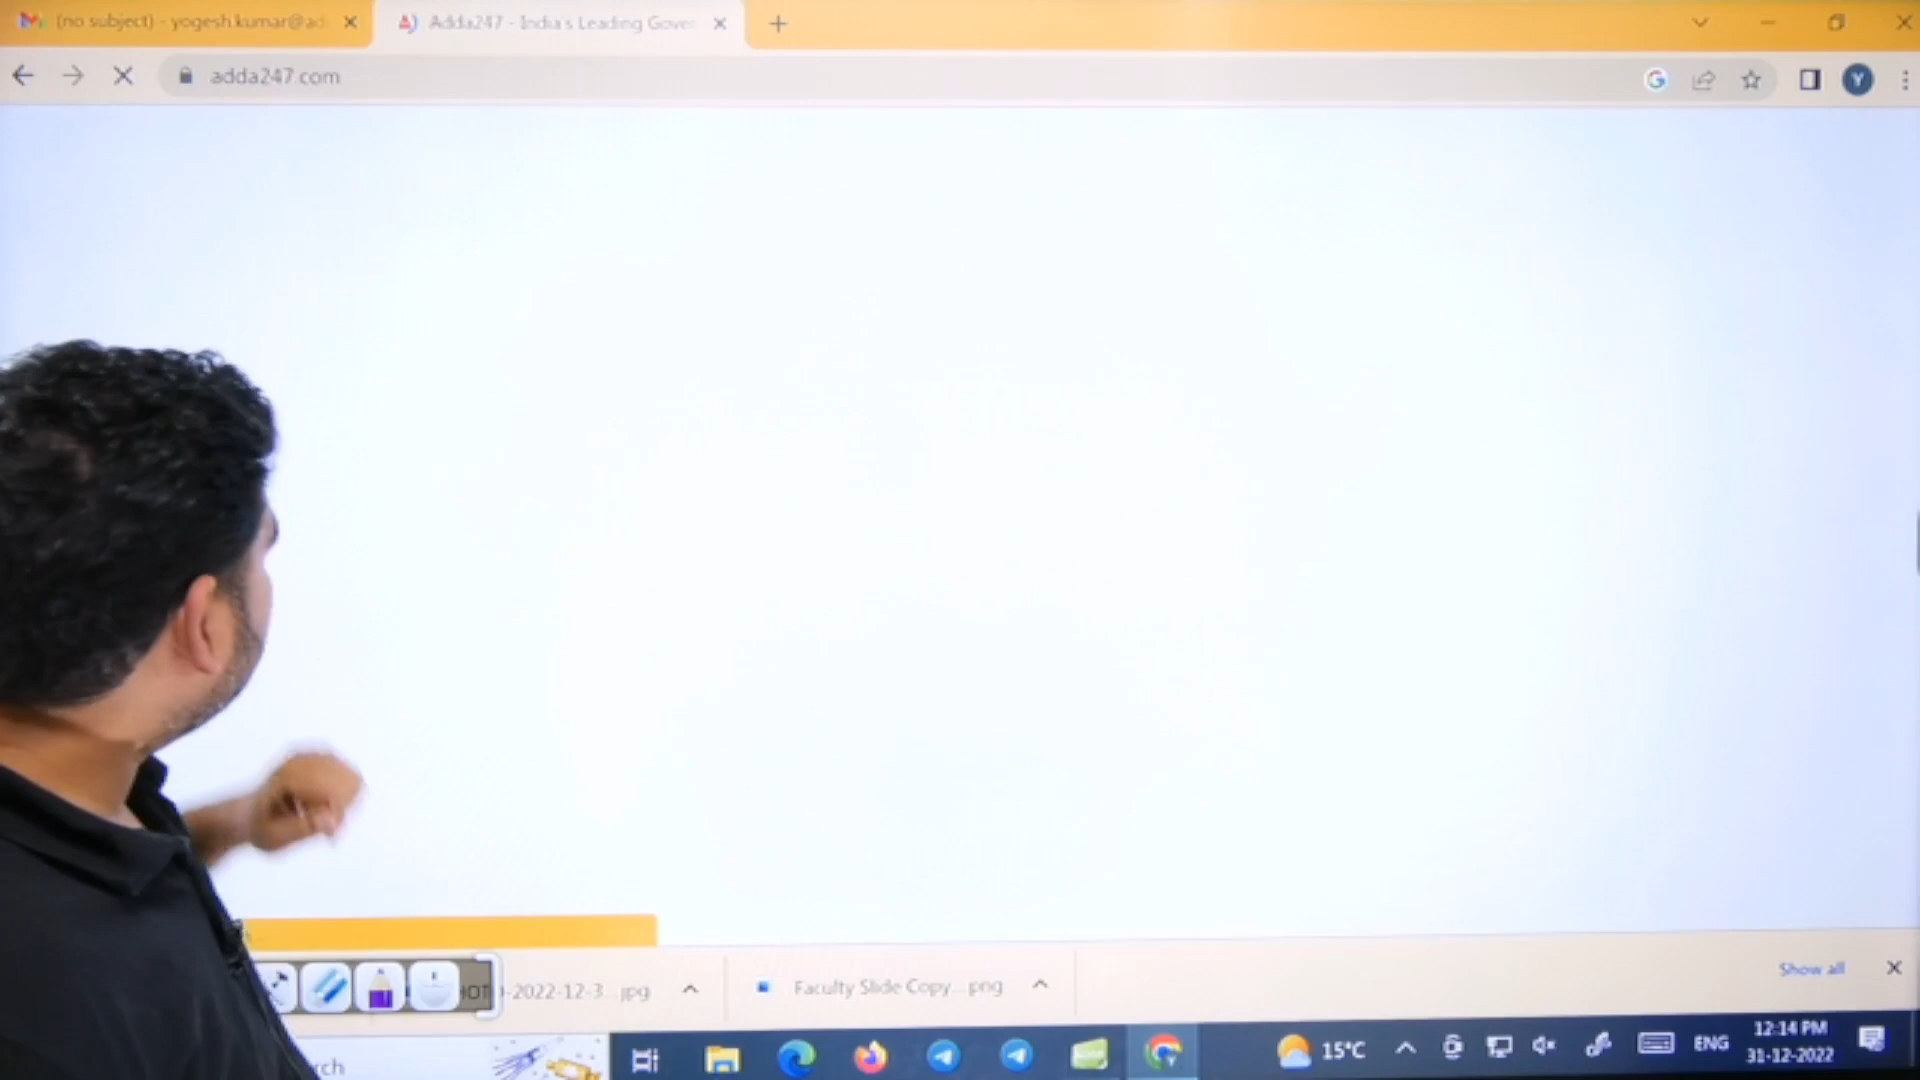 (no subject) - yogesh.kumar@ad
Adda247 - India's Leading Gover
adda247.com
Y
-2022-12-3...jpg
Faculty Slide Copy...png
Show all
rch
15°C
ENG
12:14 PM
31-12-2022